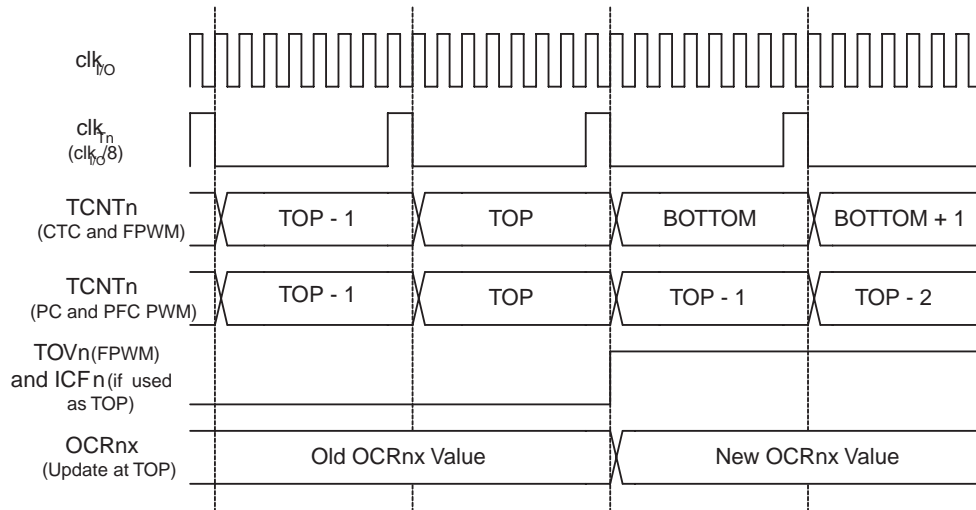 clkI/O
clkTn
(clkI/O/8)
TCNTn
(CTC and FPWM)
TOP - 1
TOP
BOTTOM
BOTTOM + 1
TCNTn
(PC and PFC PWM)
TOP - 1
TOP
TOP - 1
TOP - 2
TOVn(FPWM)
and ICFn(if used
as TOP)
OCRnx
(Update at TOP)
Old OCRnx Value
New OCRnx Value